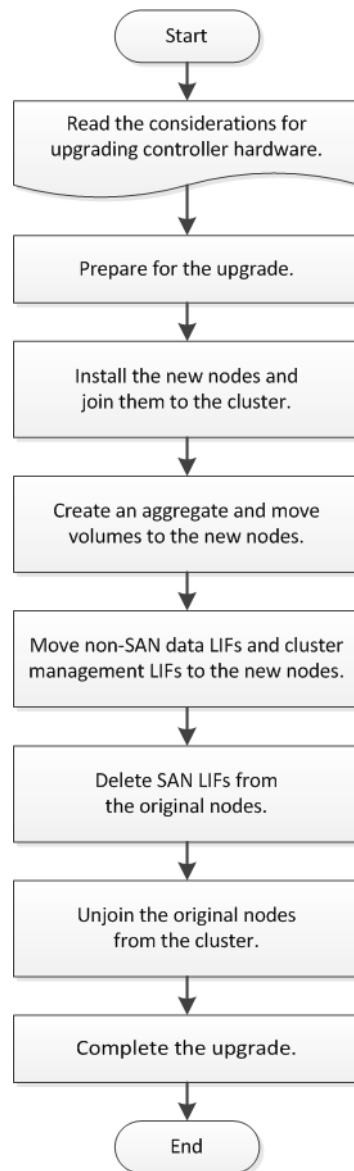 Start
Read the considerations for
upgrading controller hardware.
Prepare for the upgrade.
Install the new nodes and
join them to the cluster.
Create an aggregate and move
volumes to the new nodes.
Move non-SAN data LIFs and cluster
management LIFs to the new nodes.
Delete SAN LIFs from
the original nodes.
Unjoin the original nodes
from the cluster.
Complete the upgrade.
End